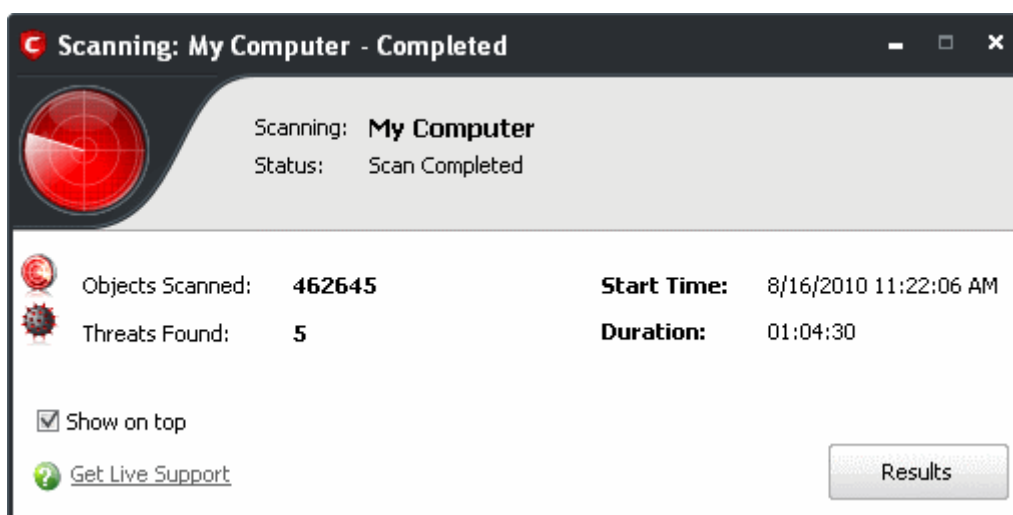 Scanning: My Computer - Completed
Scanning: My Computer
Status: Scan Completed
Objects Scanned: 462645
Start Time: 8/16/2010 11:22:06 AM
Threats Found: 5
Duration: 01:04:30
Show on top
Get Live Support
Results